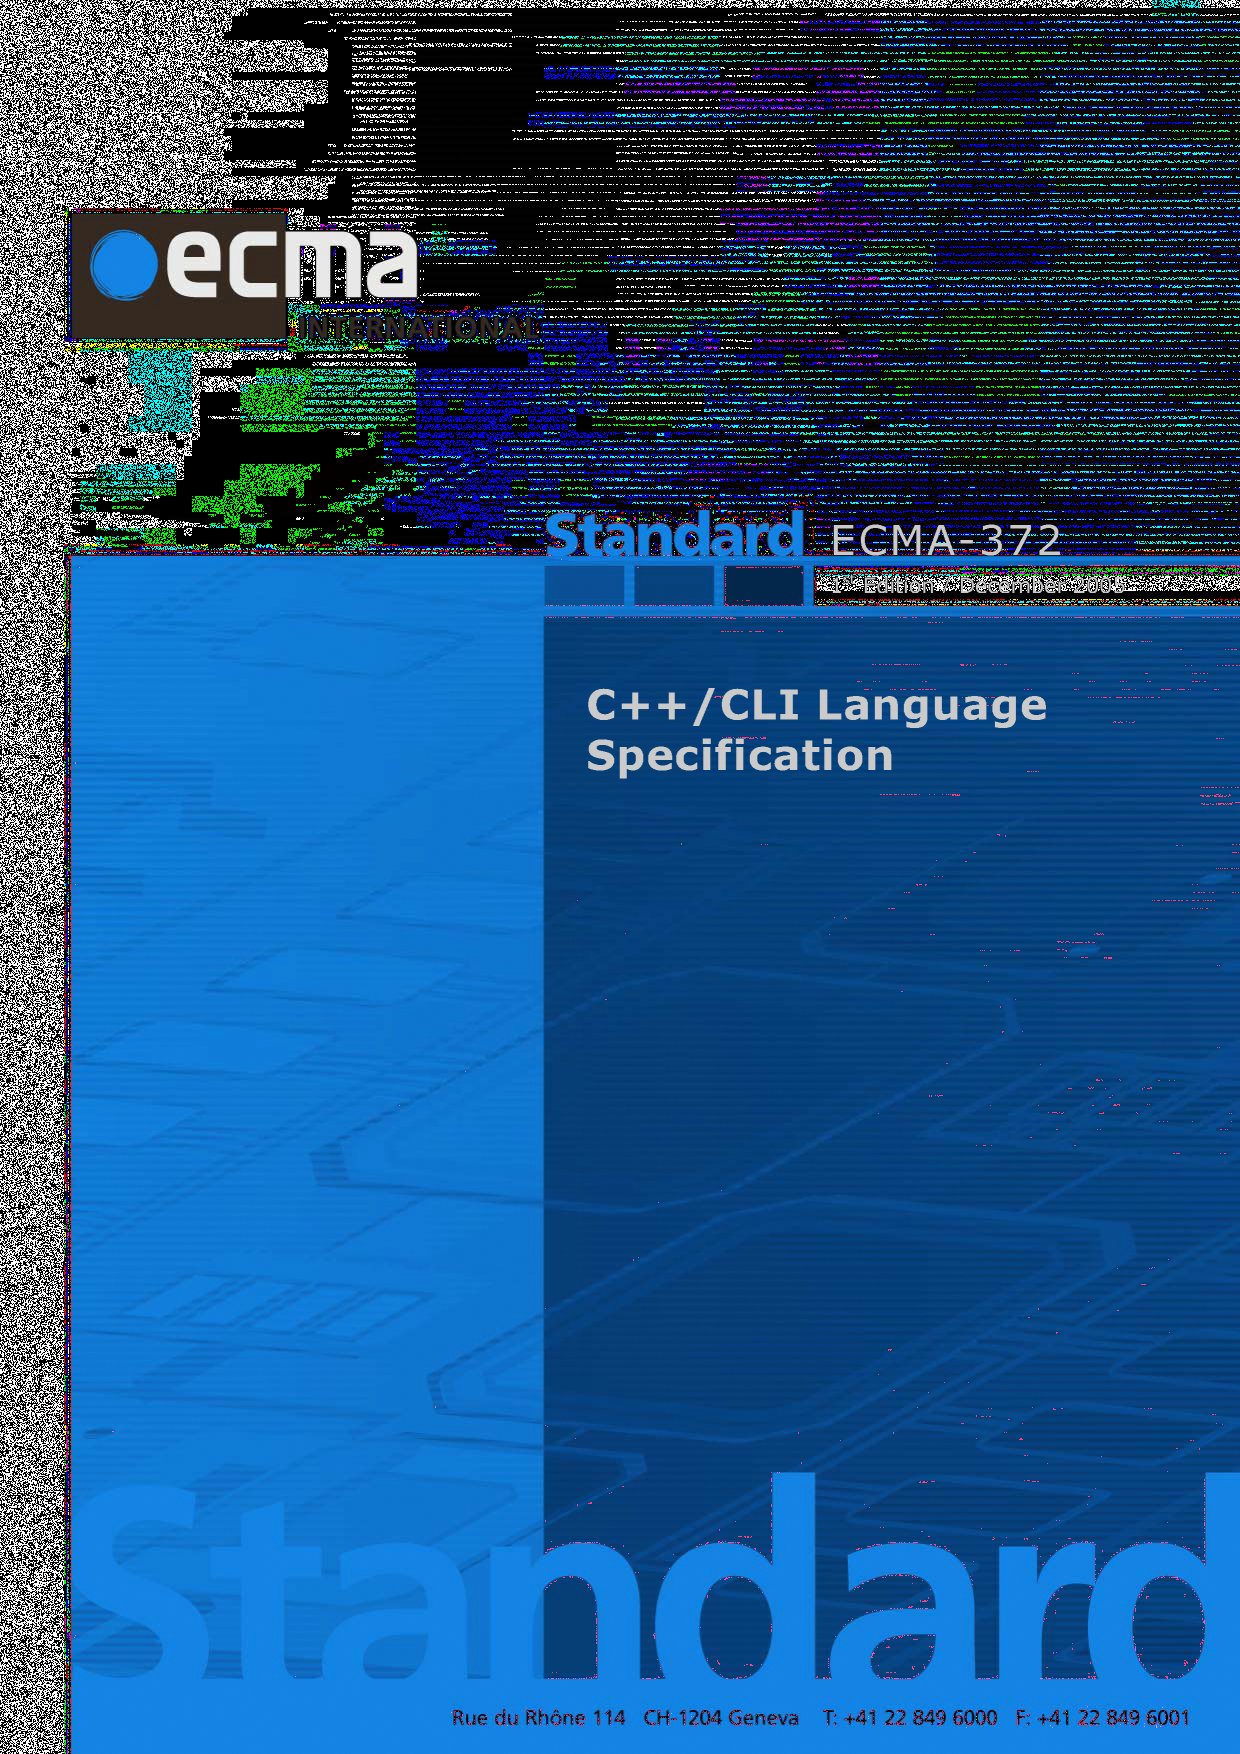 ecma
INTERNATIONAL
Standard ECMA-372
1st Edition / December 2005
C++/CLI Language
Specification
Standard
Rue du Rhône 114 CH-1204 Geneva T: +41 22 849 6000 F: +41 22 849 6001